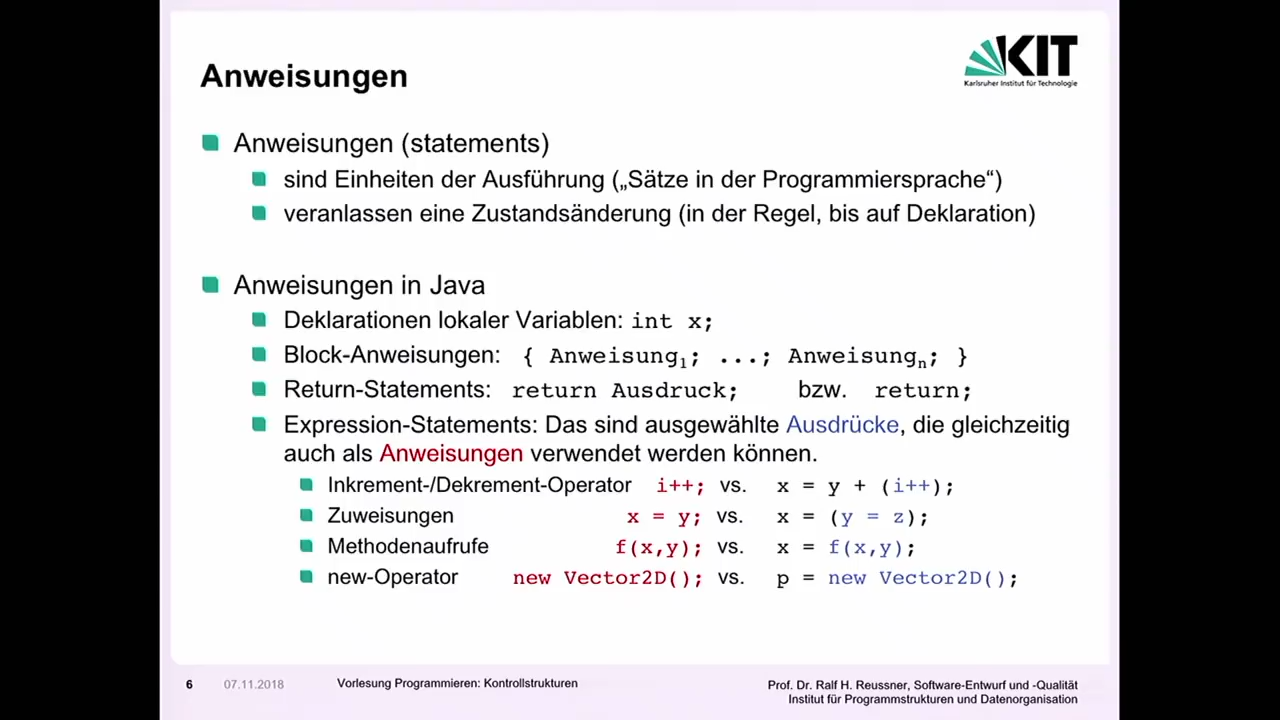 KIT
Karlsruher Institut für Technologie
Anweisungen
Anweisungen (statements)
sind Einheiten der Ausführung („Sätze in der Programmiersprache“)
veranlassen eine Zustandsänderung (in der Regel, bis auf Deklaration)
Anweisungen in Java
Deklarationen lokaler Variablen: int x;
Block-Anweisungen: { Anweisung1; ...; Anweisungn; }
Return-Statements: return Ausdruck; bzw. return;
Expression-Statements: Das sind ausgewählte Ausdrücke, die gleichzeitig
auch als Anweisungen verwendet werden können.
Inkrement-/Dekrement-Operator i++; vs. x = y + (i++);
Zuweisungen x = y; vs. x = (y = z);
Methodenaufrufe f(x,y); vs. x = f(x,y);
new-Operator new Vector2D(); vs. p = new Vector2D();
6 07.11.2018 Vorlesung Programmieren: Kontrollstrukturen
Prof. Dr. Ralf H. Reussner, Software-Entwurf und -Qualität
Institut für Programmstrukturen und Datenorganisation